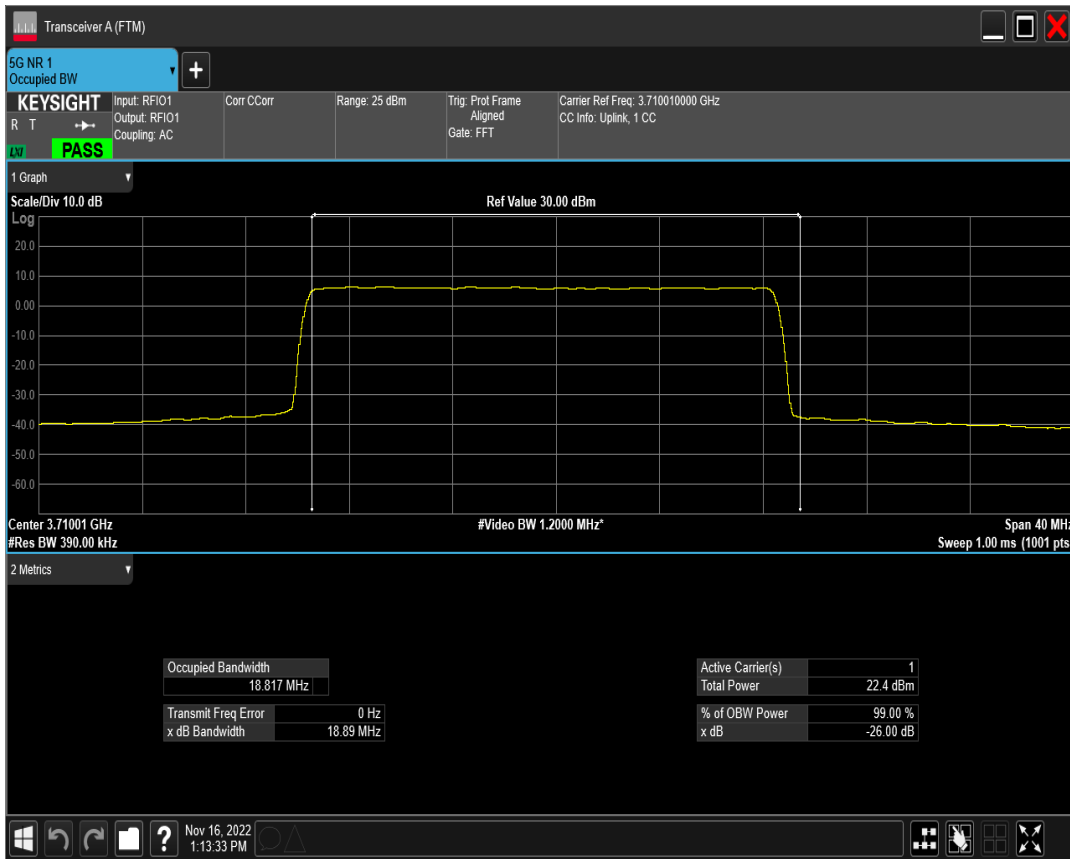 Transceiver A (FTM)
5G NR 1
Occupied BW
+
KEYSIGHT
R T
LXI
PASS
Input: RFIO1
Output: RFIO1
Coupling: AC
Corr CCorr
Range: 25 dBm
Trig: Prot Frame
Aligned
Gate: FFT
Carrier Ref Freq: 3.710010000 GHz
CC Info: Uplink, 1 CC
1 Graph
Scale/Div 10.0 dB
Ref Value 30.00 dBm
Log
20.0
10.0
0.00
-10.0
-20.0
-30.0
-40.0
-50.0
-60.0
Center 3.71001 GHz
#Video BW 1.2000 MHz*
Span 40 MHz
#Res BW 390.00 kHz
Sweep 1.00 ms (1001 pts
2 Metrics
Occupied Bandwidth
18.817 MHz
Transmit Freq Error 0 Hz
x dB Bandwidth 18.89 MHz
Active Carrier(s) 1
Total Power 22.4 dBm
% of OBW Power 99.00 %
x dB -26.00 dB
?
Nov 16, 2022
1:13:33 PM